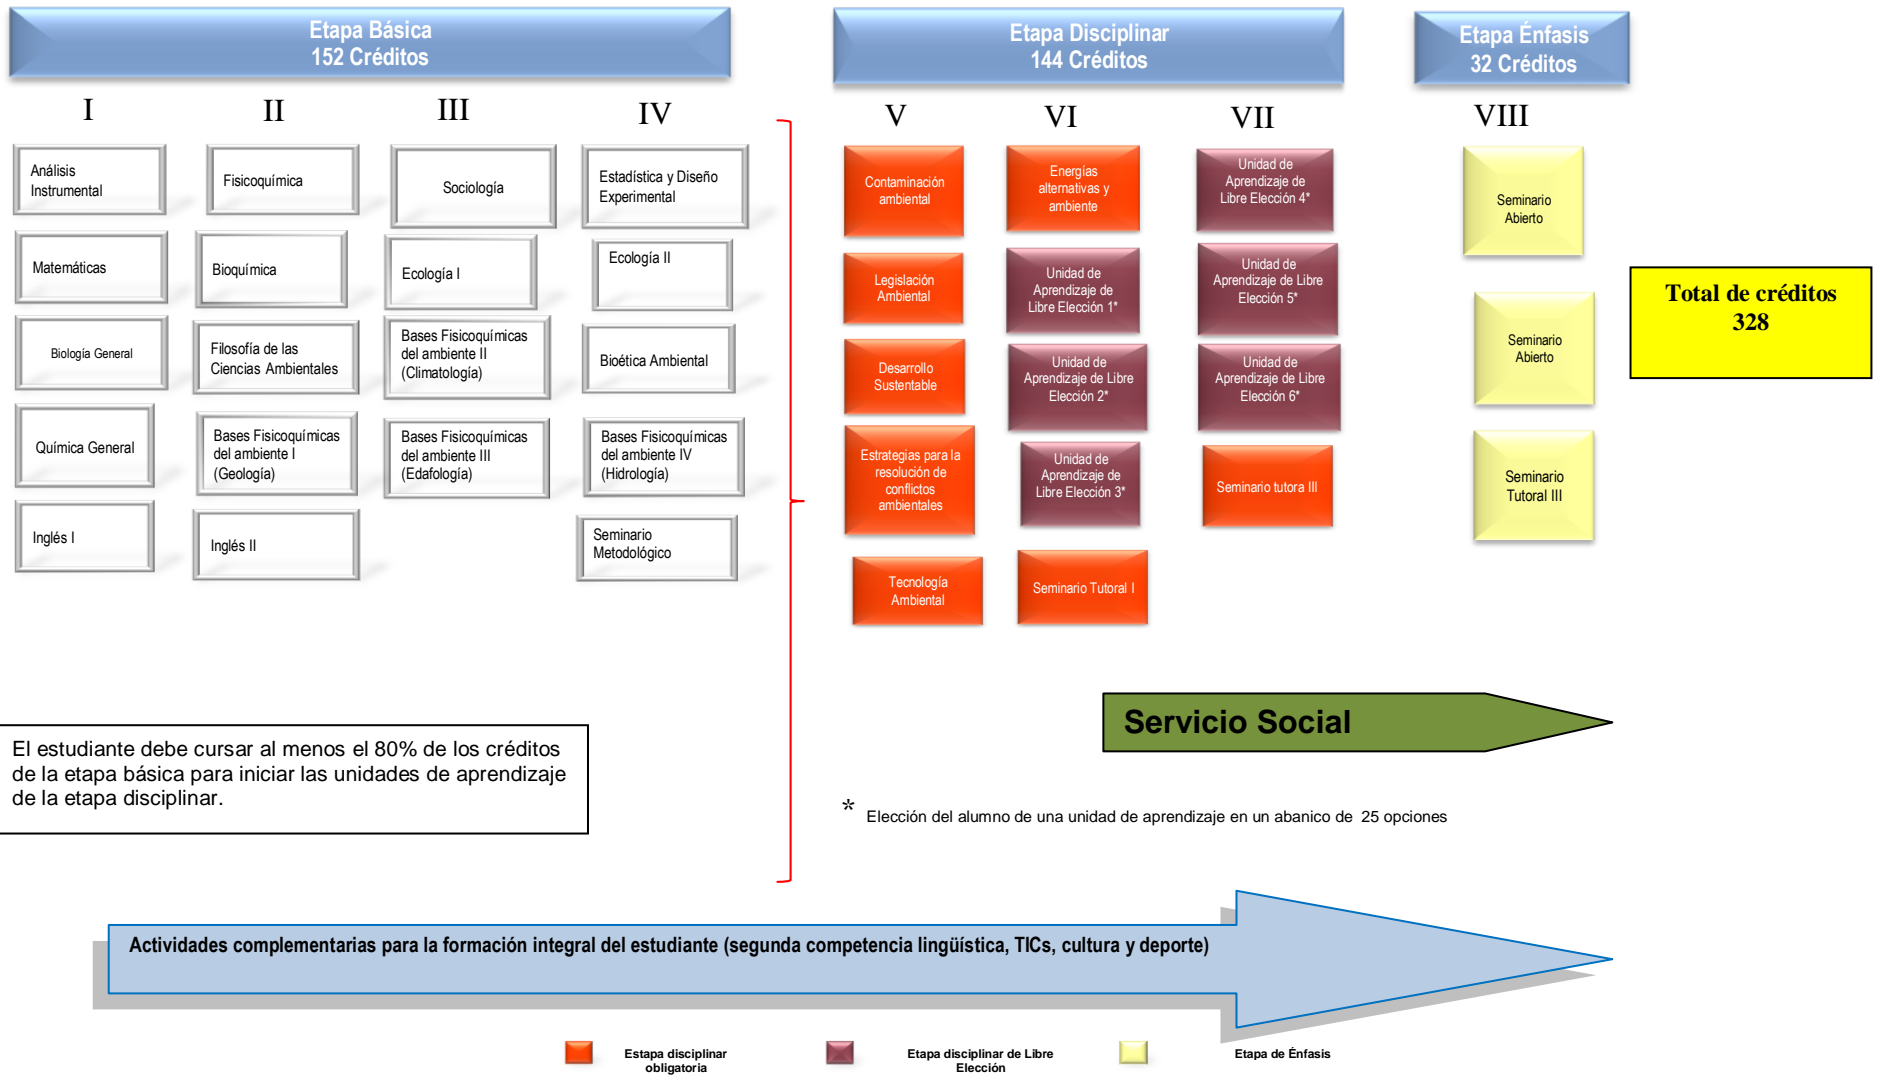 Etapa Básica
152 Créditos
Etapa Disciplinar
144 Créditos
Etapa Énfasis
32 Créditos
I
II
III
IV
V
VI
VII
VIII
Análisis
Instrumental
Matemáticas
Biología General
Química General
Inglés I
Fisicoquímica
Bioquímica
Filosofía de las
Ciencias Ambientales
Bases Fisicoquímicas
del ambiente I
(Geología)
Inglés II
Sociología
Ecología I
Bases Fisicoquímicas
del ambiente II
(Climatología)
Bases Fisicoquímicas
del ambiente III
(Edafología)
Estadística y Diseño
Experimental
Ecología II
Bioética Ambiental
Bases Fisicoquímicas
del ambiente IV
(Hidrología)
Seminario
Metodológico
Contaminación
ambiental
Legislación
Ambiental
Desarrollo
Sustentable
Estrategias para la
resolución de
conflictos
ambientales
Tecnología
Ambiental
Energías
alternativas y
ambiente
Unidad de
Aprendizaje de
Libre Elección 1*
Unidad de
Aprendizaje de Libre
Elección 2*
Unidad de
Aprendizaje de
Libre Elección 3*
Seminario Tutoral I
Unidad de
Aprendizaje de
Libre Elección 4*
Unidad de
Aprendizaje de Libre
Elección 5*
Unidad de
Aprendizaje de Libre
Elección 6*
Seminario tutora III
Seminario
Abierto
Seminario
Abierto
Seminario
Tutoral III
Total de créditos
328
Servicio Social
El estudiante debe cursar al menos el 80% de los créditos
de la etapa básica para iniciar las unidades de aprendizaje
de la etapa disciplinar.
* Elección del alumno de una unidad de aprendizaje en un abanico de 25 opciones
Actividades complementarias para la formación integral del estudiante (segunda competencia lingüística, TICs, cultura y deporte)
Estapa disciplinar
obligatoria
Etapa disciplinar de Libre
Elección
Etapa de Énfasis